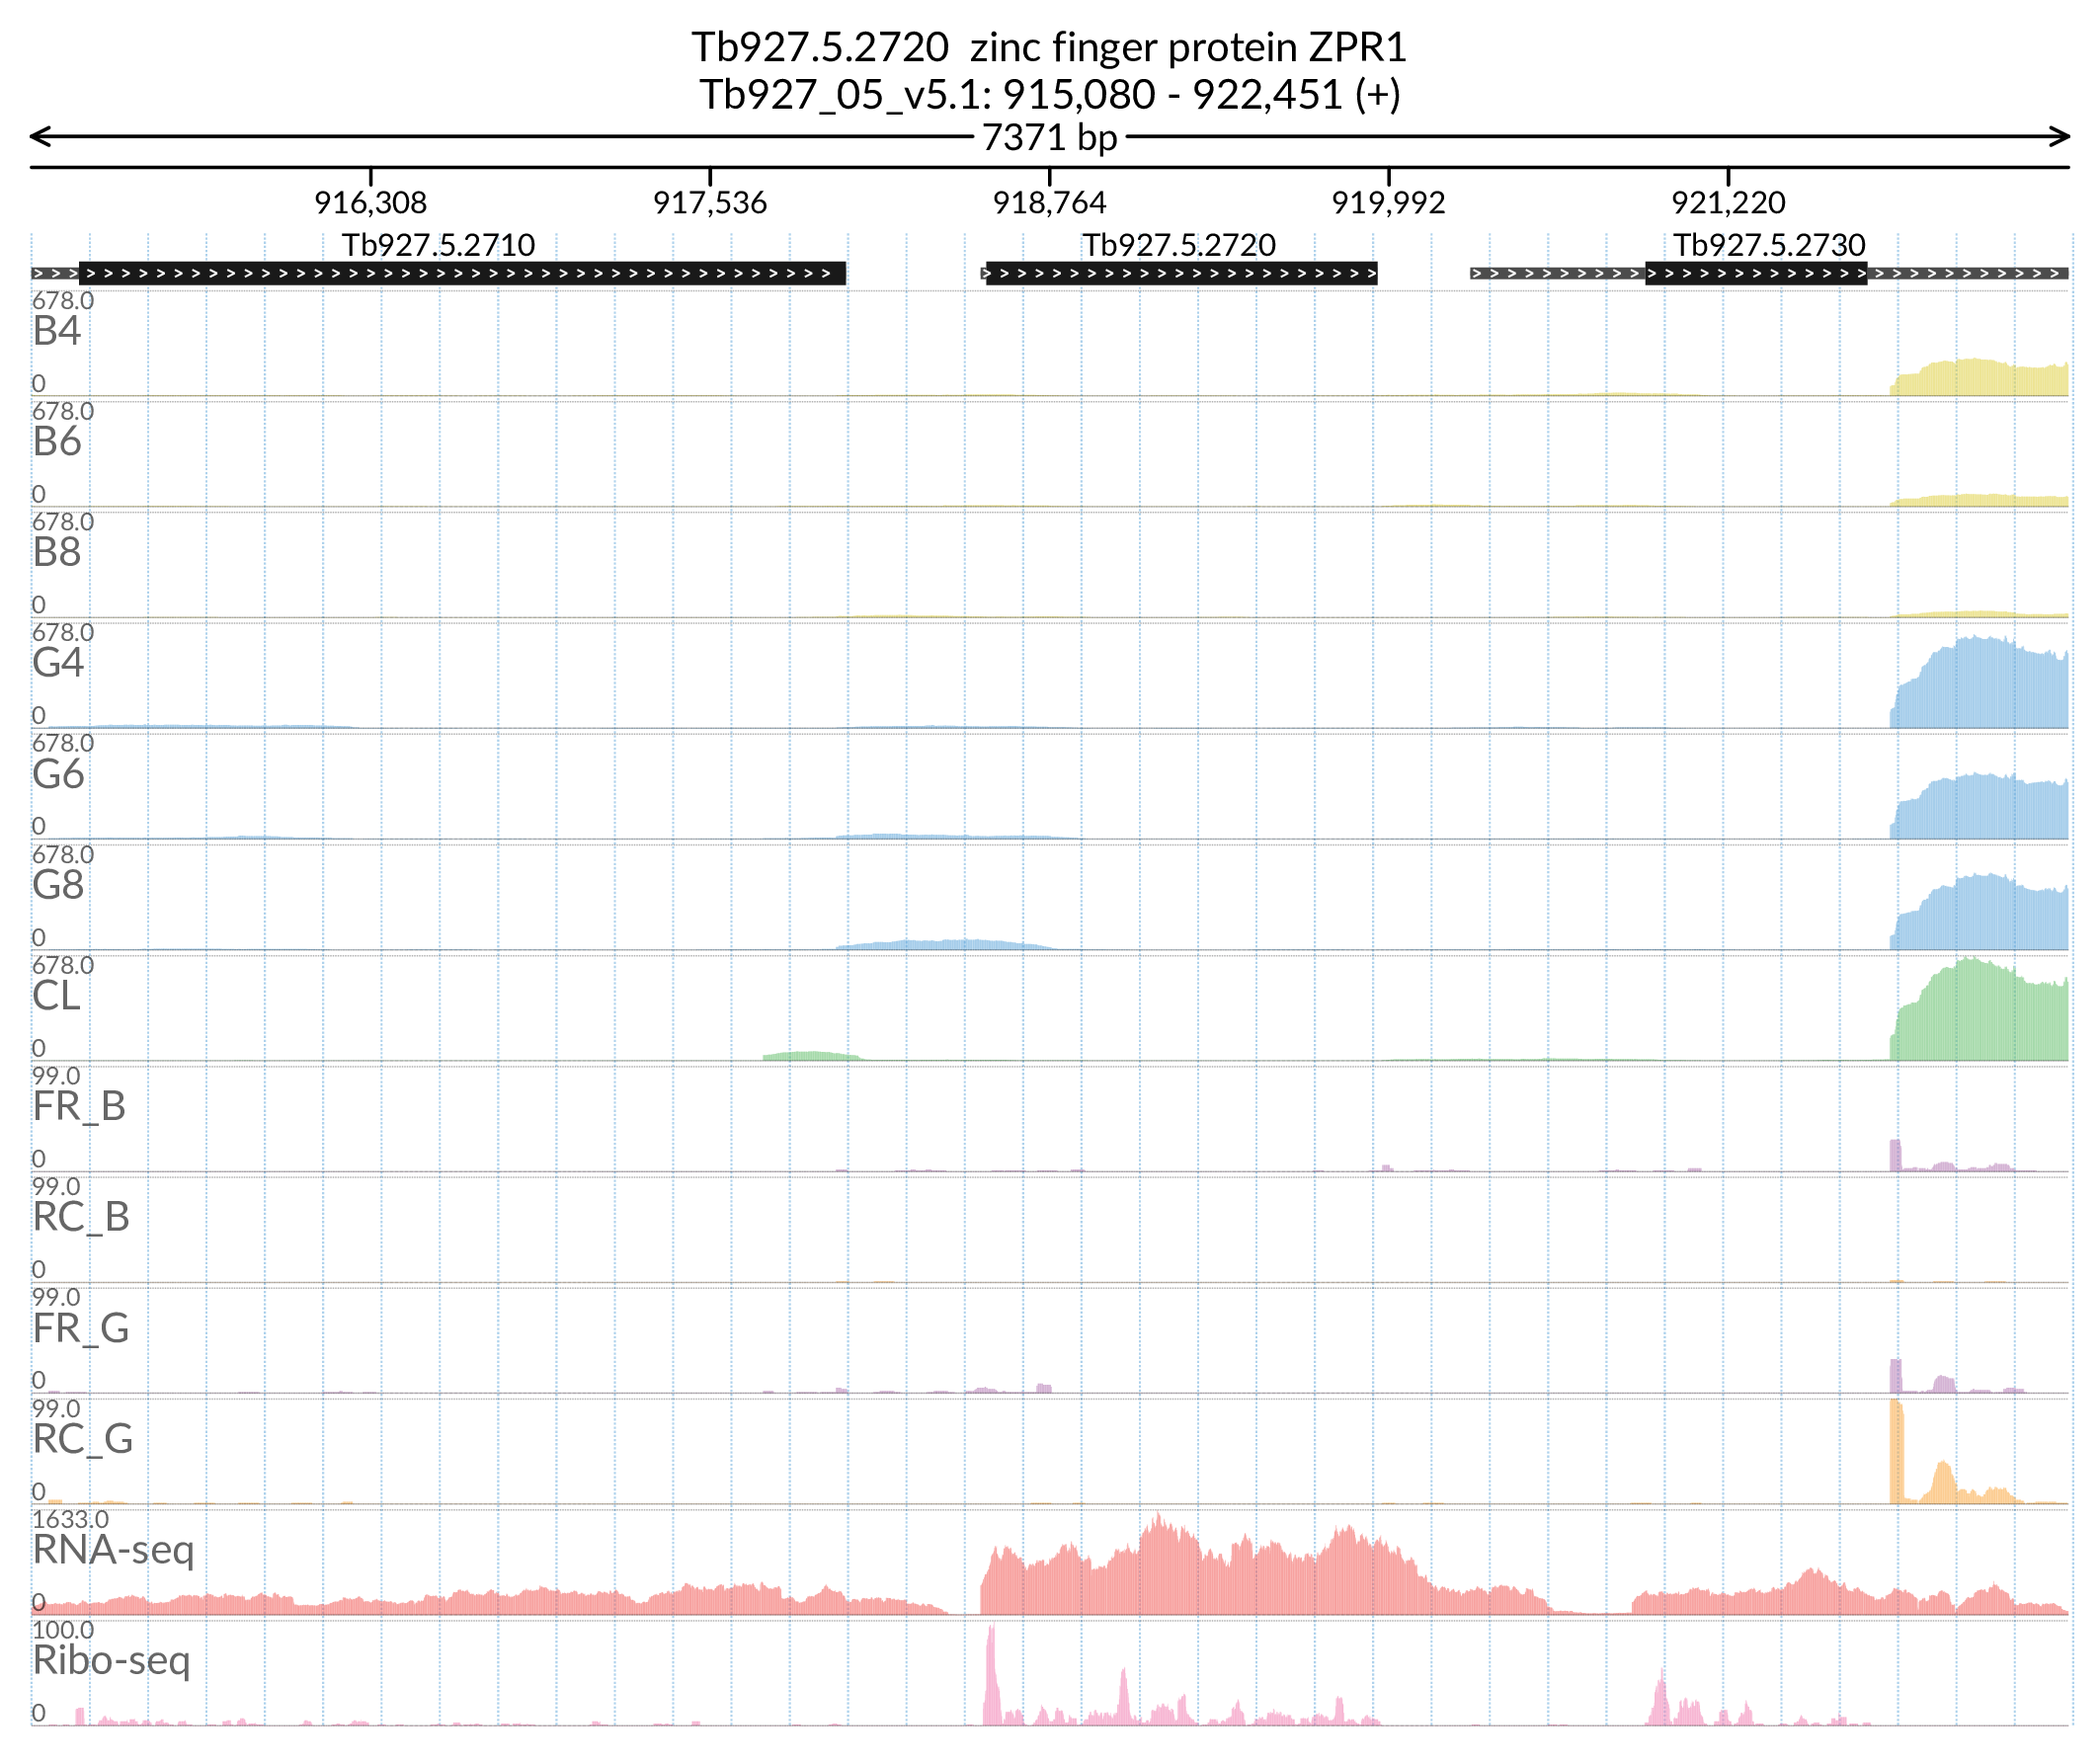 Tb927.5.2720 zinc finger protein ZPR1
Tb927_05_v5.1: 915,080 - 922,451 (+)
7371 bp
916,308 917,536 918,764 919,992 921,220
Tb927.5.2710 Tb927.5.2720 Tb927.5.2730
678.0
B4
0
678.0
B6
0
678.0
B8
0
678.0
G4
0
678.0
G6
0
678.0
G8
0
678.0
CL
0
99.0
FR_B
0
99.0
RC_B
0
99.0
FR_G
0
99.0
RC_G
0
1633.0
RNA-seq
0
100.0
Ribo-seq
0